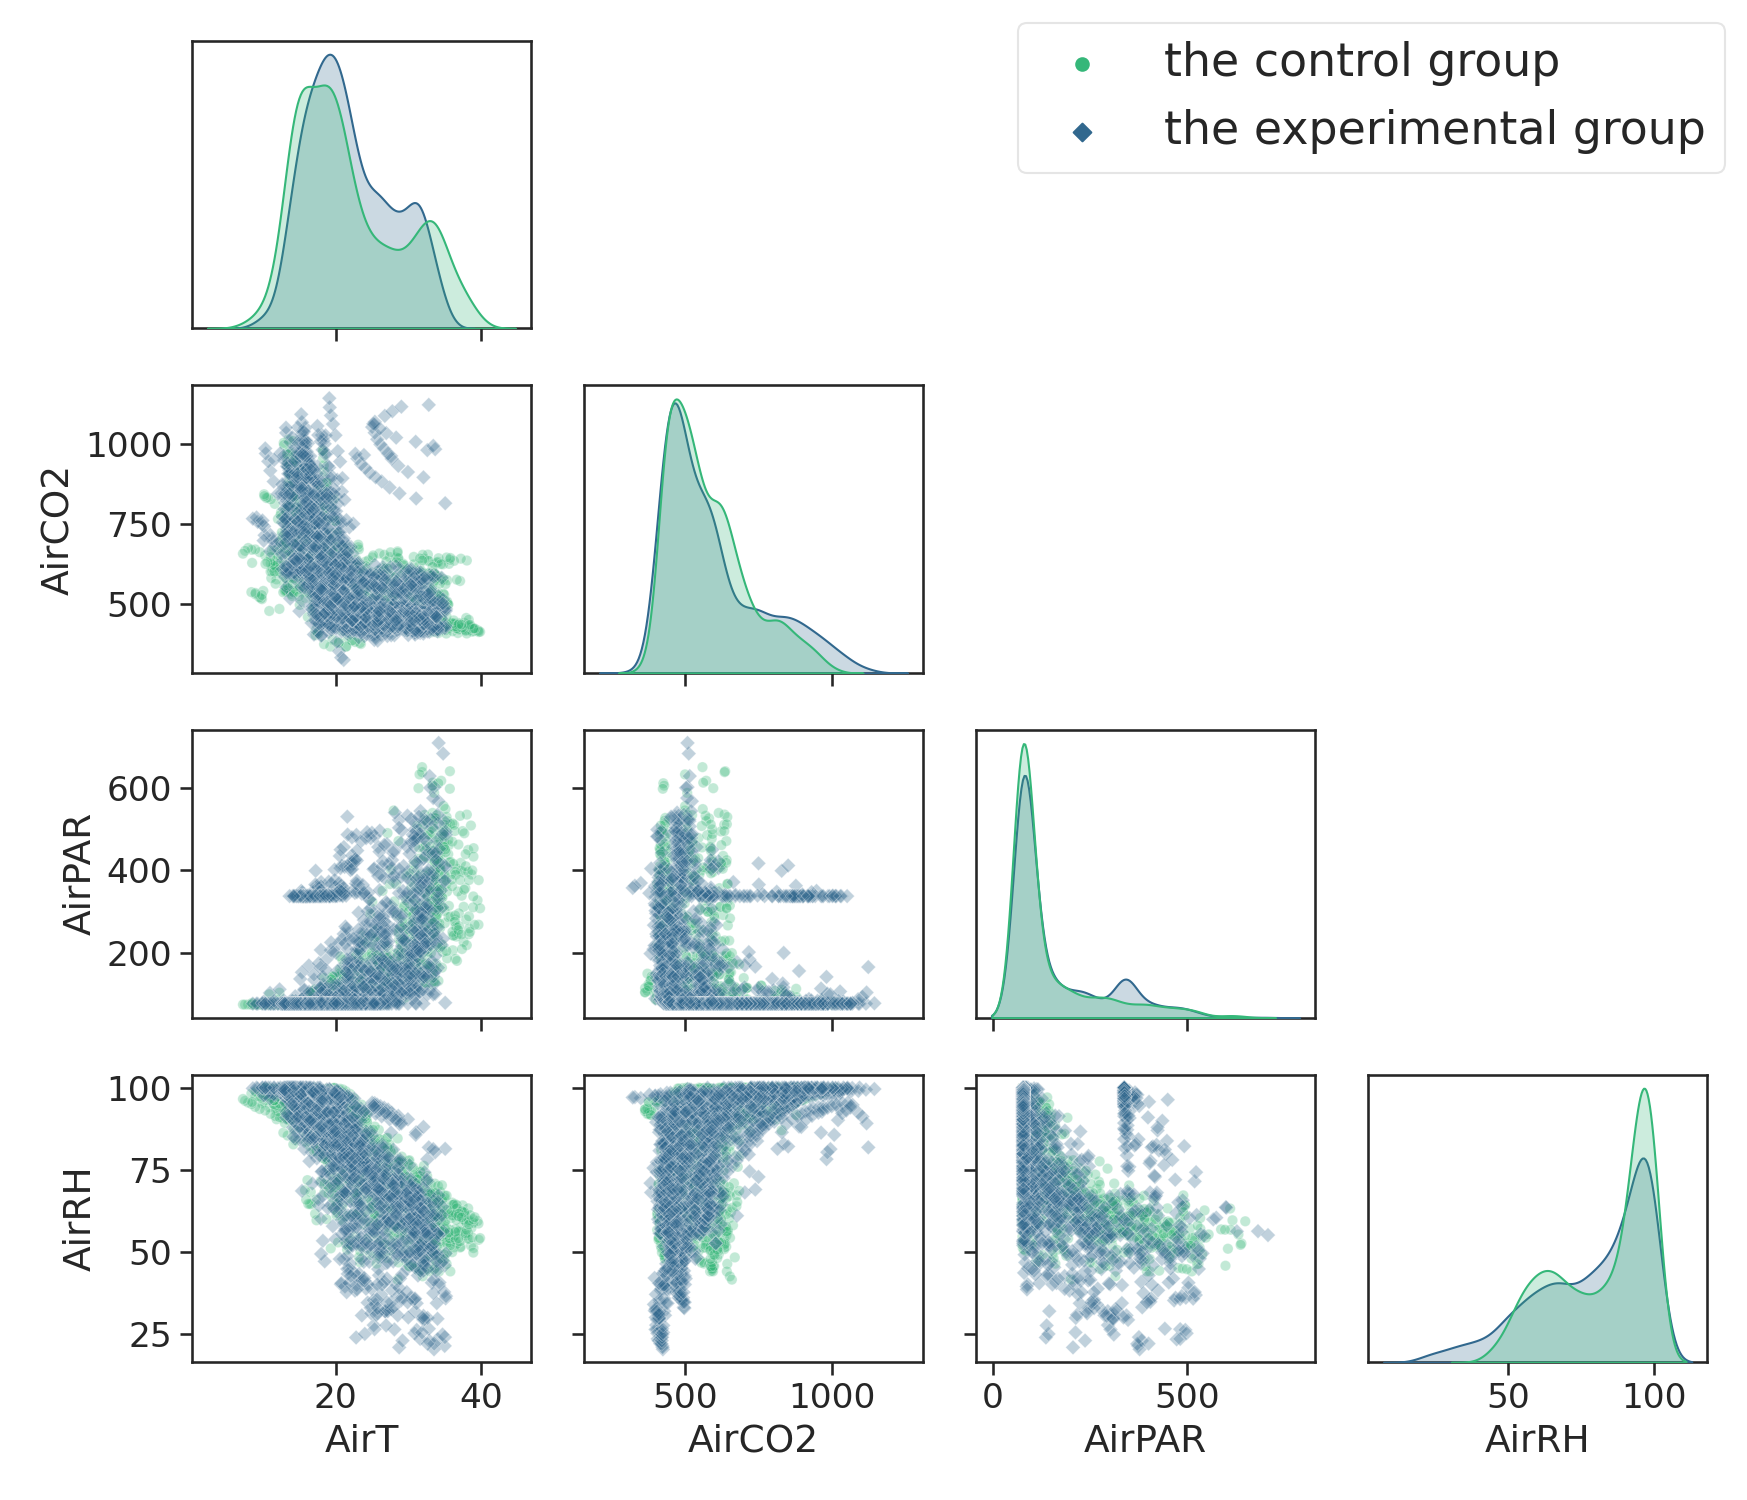 the control group
the experimental group
AirCO2
1000
750
500
AirPAR
600
400
200
AirRH
100
75
50
25
20 40 500 1000 0 500 50 100
AirT AirCO2 AirPAR AirRH